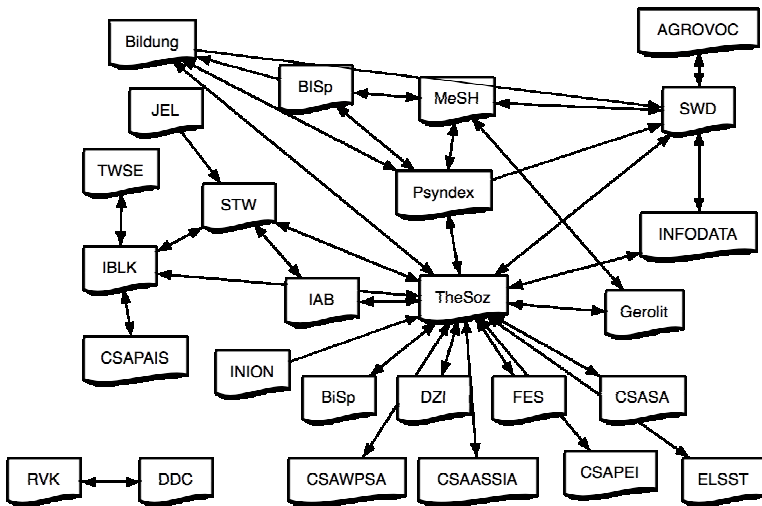 AGROVOC
Bildung
BISp
MeSH
JEL
SWD
TWSE
STW
Psyndex
INFODATA
IBLK
IAB
TheSoz
Gerolit
CSAPAIS
INION
BiSp
DZI
FES
CSASA
RVK
DDC
CSAWPSA
CSAASSIA
CSAPEI
ELSST